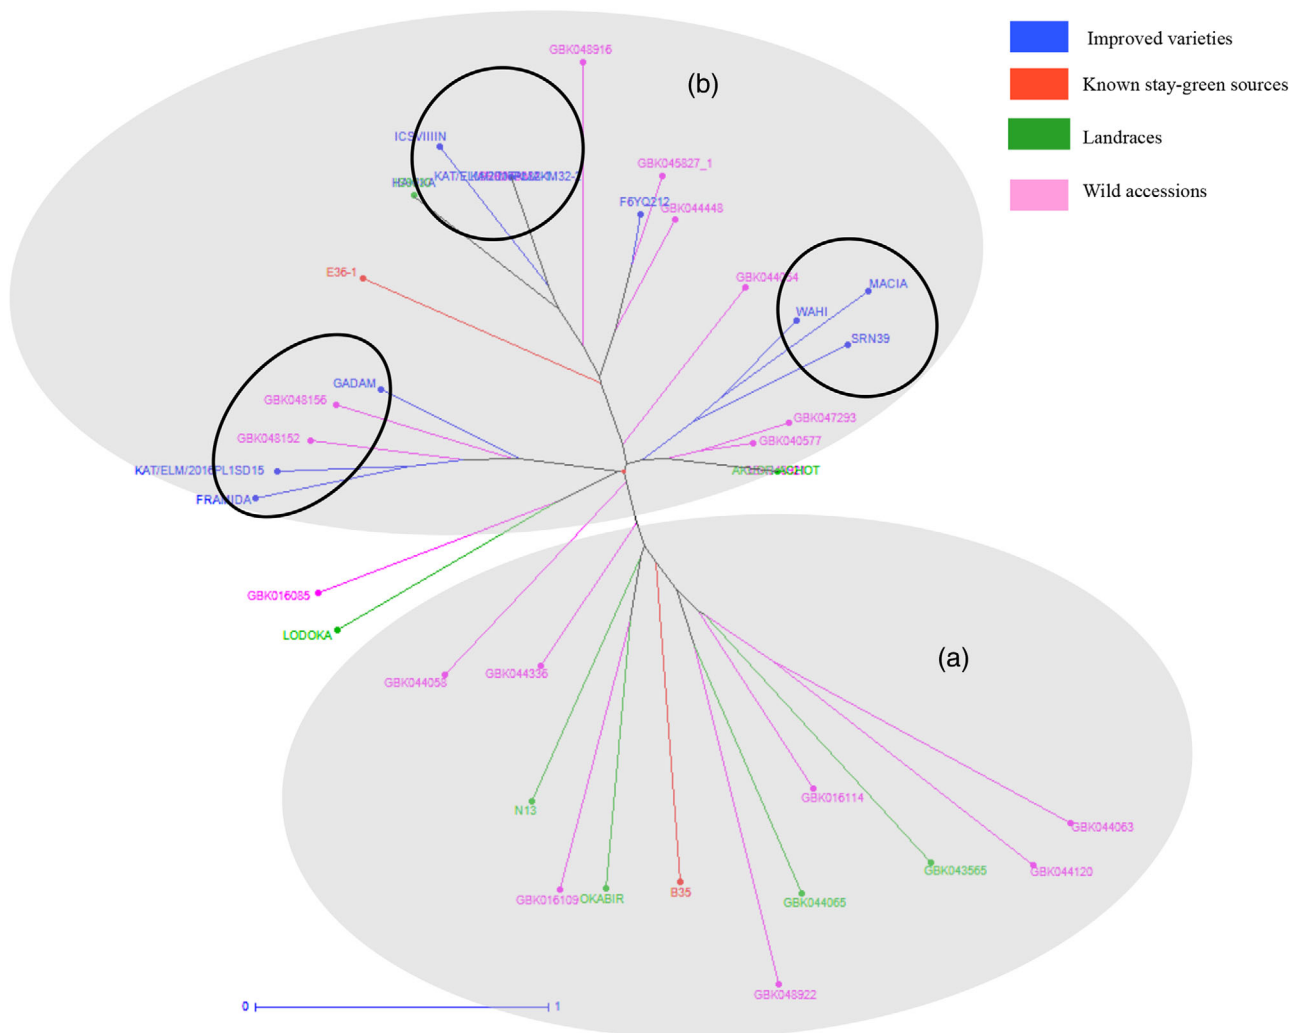 GBK048916
Improved varieties
Known stay-green sources
(b)
ICSVIIIIN
Landraces
GBK045827_1
Wild accessions
F6YQ212
GBK044448
E36-1
GBK044054
MACIA
WAHI
SRN39
GADAM
GBK048156
GBK047293
GBK048152
GBK040577
KAT/ELM/2016PL1SD15
FRAMIDA
GBK016085
LODOKA
(a)
GBK044058
GBK044336
GBK016114
N13
GBK044063
GBK043565
GBK044120
B35
GBK016109
OKABIR
GBK044065
GBK048922
0
1